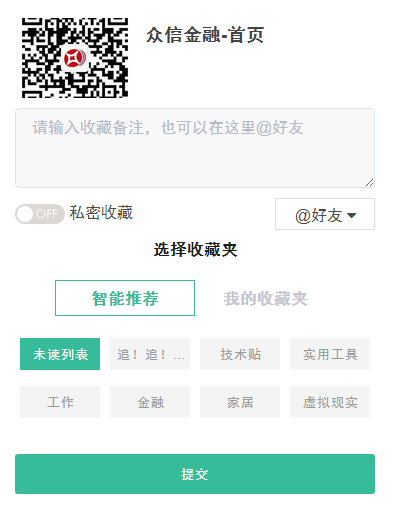 众信金融-首页
请输入收藏备注，也可以在这里@好友
OFF 私密收藏 @好友
选择收藏夹
智能推荐 我的收藏夹
未读列表 追！追！... 技术贴 实用工具
工作 金融 家居 虚拟现实
提交